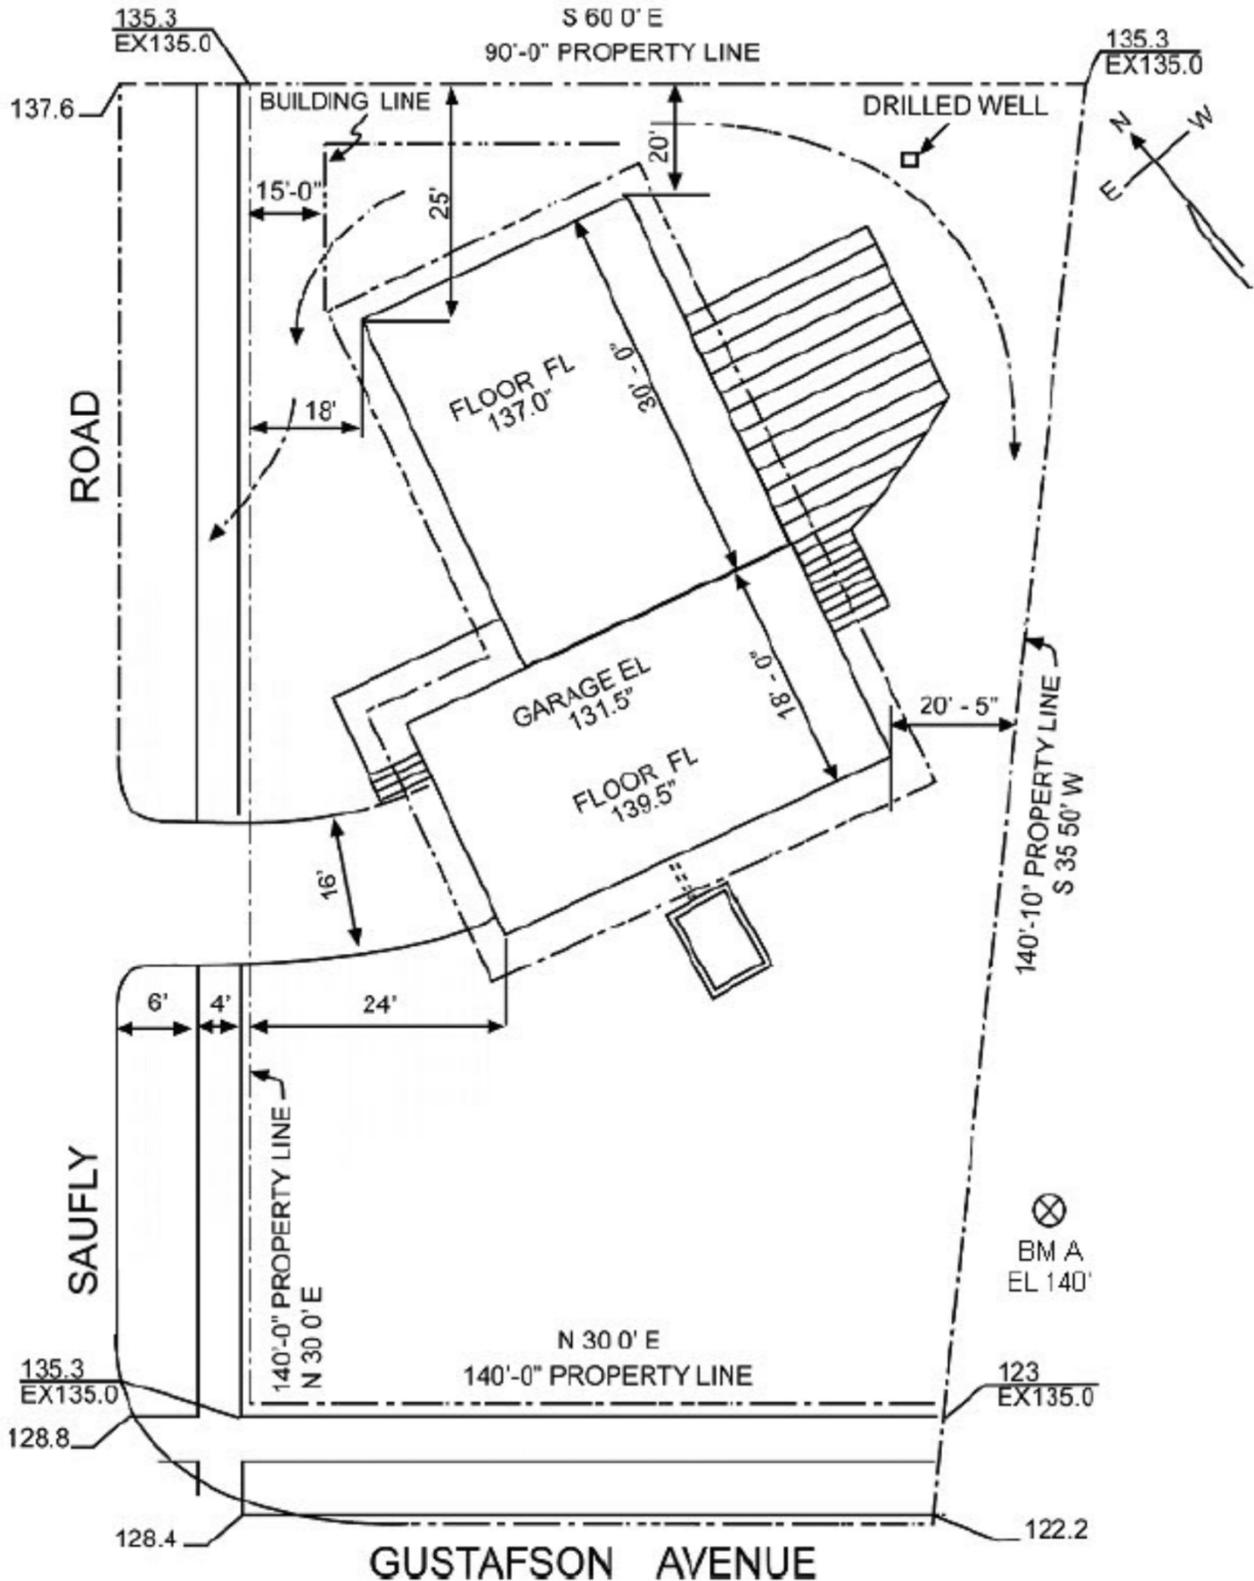 135.3
EX135.0
S 60 0' E
90'-0" PROPERTY LINE
135.3
EX135.0
137.6
BUILDING LINE
DRILLED WELL
N
W
E
20'
15'-0"
25'
18'
FLOOR FL
137.0"
30' - 0"
ROAD
GARAGE EL
131.5"
18' - 0"
20' - 5"
FLOOR FL
139.5"
140'-10" PROPERTY LINE
S 35 50' W
16'
6'
4'
24'
140'-0" PROPERTY LINE
N 30 0' E
SAUFLY
BM A
EL 140'
N 30 0' E
140'-0" PROPERTY LINE
135.3
EX135.0
123
EX135.0
128.8
128.4
122.2
GUSTAFSON AVENUE